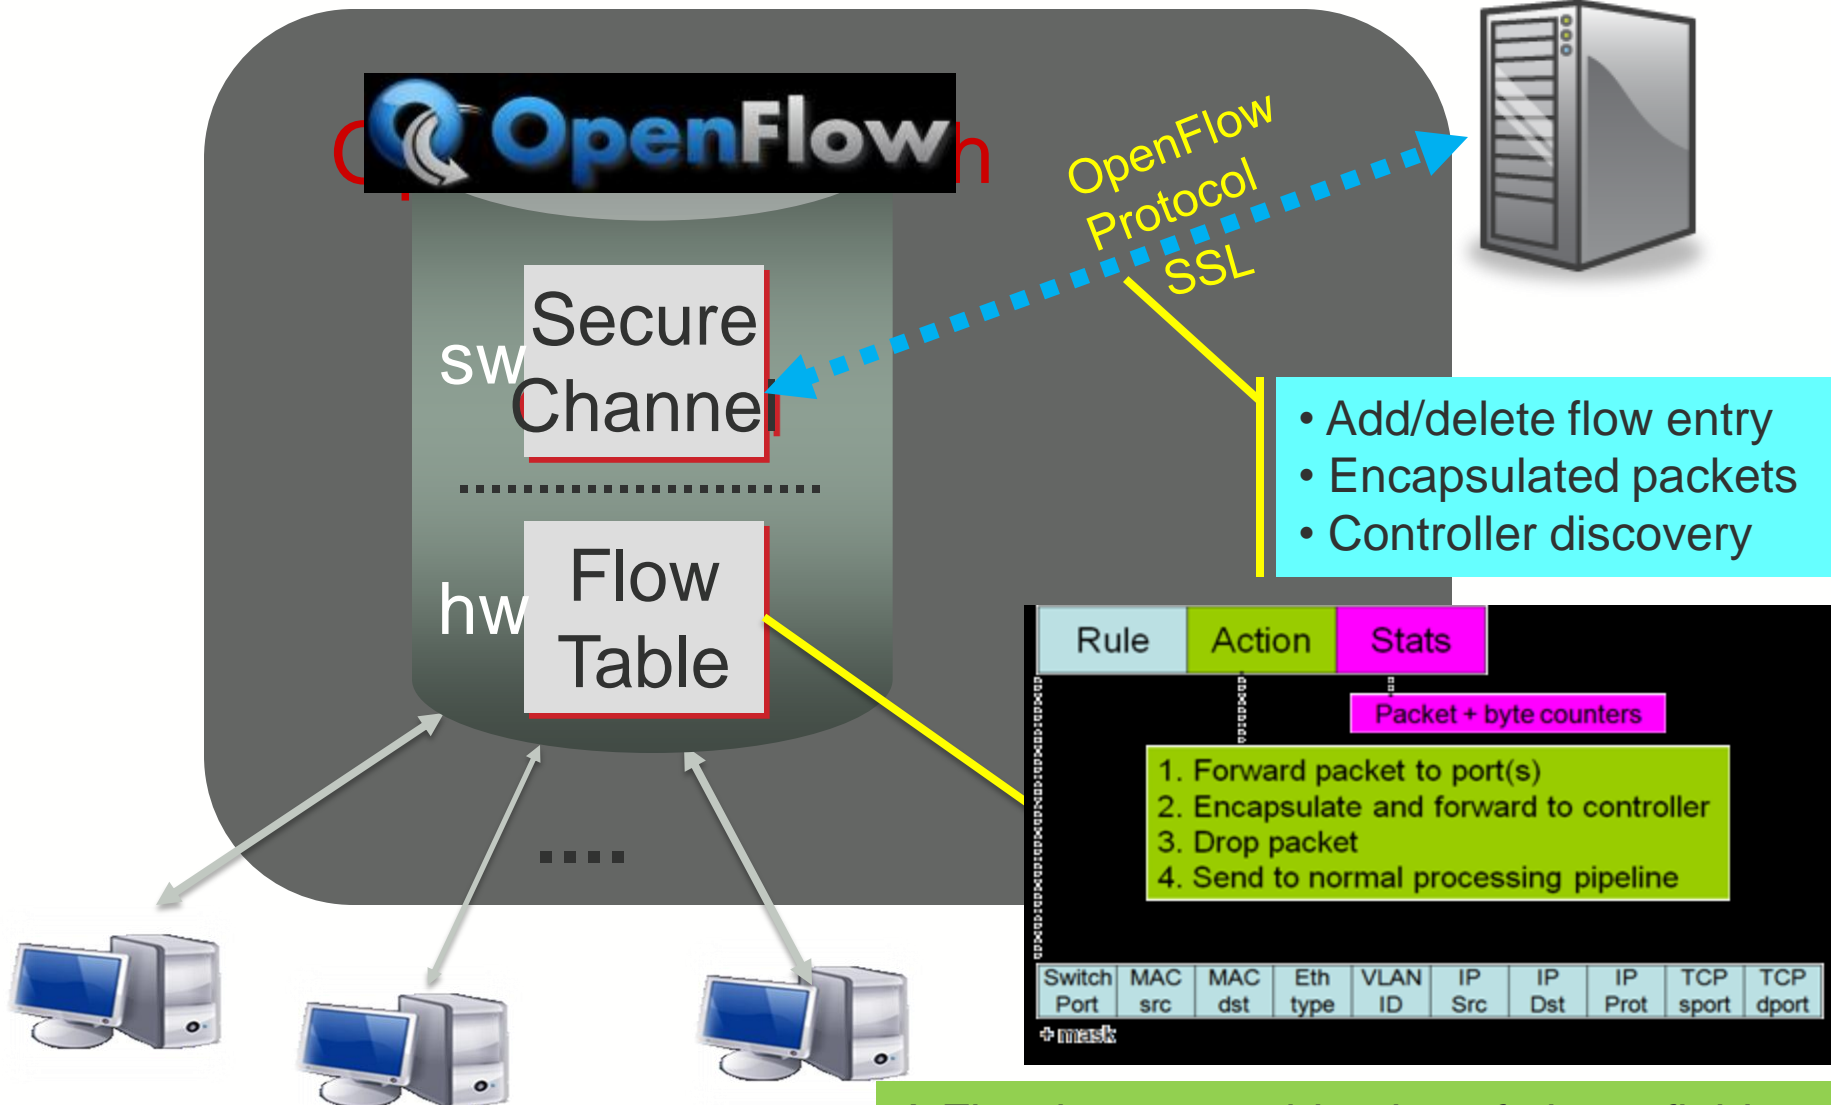 OpenFlow
OpenFlow
Protocol
SSL
sw
Secure
Channel
• Add/delete flow entry
• Encapsulated packets
• Controller discovery
hw
Flow
Table
Rule Action Stats
Packet + byte counters
1. Forward packet to port(s)
2. Encapsulate and forward to controller
3. Drop packet
4. Send to normal processing pipeline
Switch Port MAC src MAC dst Eth type VLAN ID IP Src IP Dst IP Prot TCP sport TCP dport
+ mask